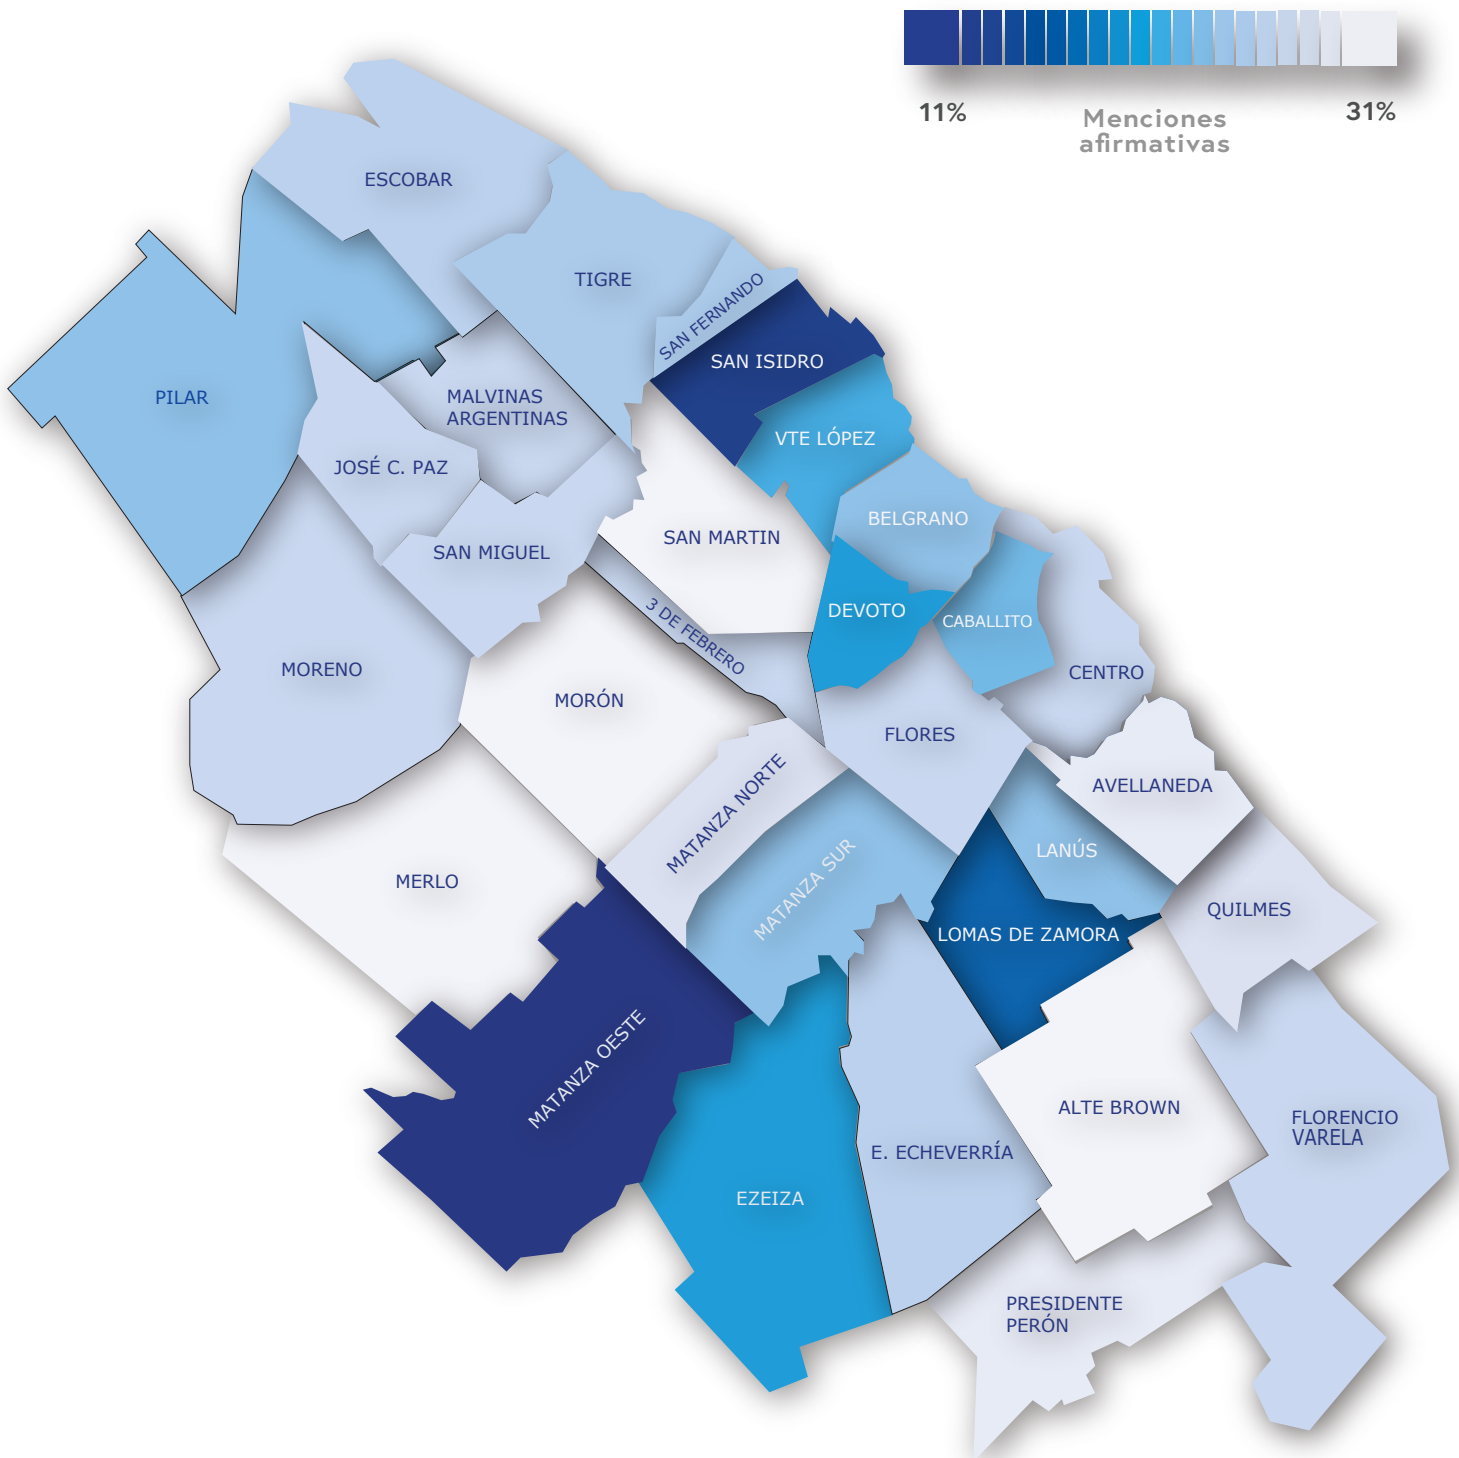 11%
31%
Menciones
afirmativas
ESCOBAR
TIGRE
SAN FERNANDO
SAN ISIDRO
PILAR
MALVINAS
ARGENTINAS
VTE LÓPEZ
JOSÉ C. PAZ
BELGRANO
SAN MARTIN
SAN MIGUEL
3 DE FEBRERO
DEVOTO
CABALLITO
MORENO
CENTRO
MORÓN
FLORES
MATANZA NORTE
AVELLANEDA
LANÚS
MERLO
MATANZA SUR
QUILMES
LOMAS DE ZAMORA
MATANZA OESTE
ALTE BROWN
FLORENCIO
VARELA
E. ECHEVERRÍA
EZEIZA
PRESIDENTE
PERÓN